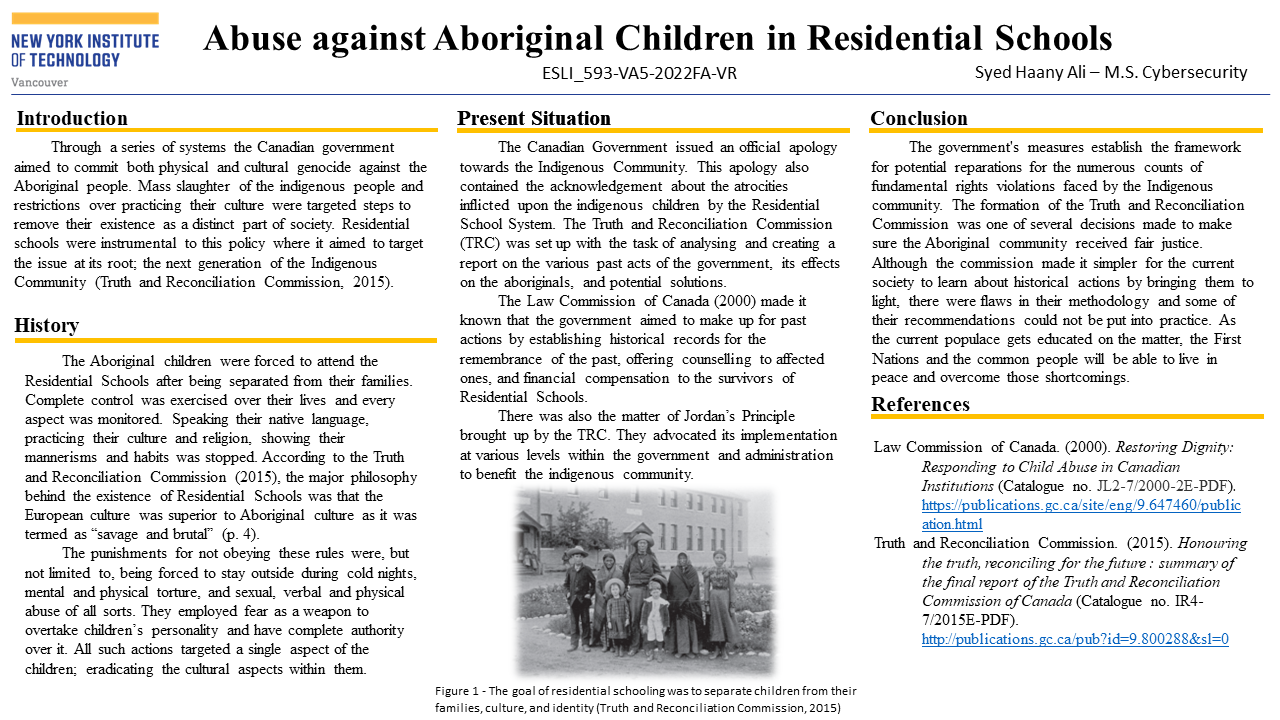 NEW YORK INSTITUTE
OF TECHNOLOGY
Vancouver
Abuse against Aboriginal Children in Residential Schools
ESLI_593-VA5-2022FA-VR
Syed Haany Ali – M.S. Cybersecurity
Introduction
Through a series of systems the Canadian government
aimed to commit both physical and cultural genocide against the
Aboriginal people. Mass slaughter of the indigenous people and
restrictions over practicing their culture were targeted steps to
remove their existence as a distinct part of society. Residential
schools were instrumental to this policy where it aimed to target
the issue at its root; the next generation of the Indigenous
Community (Truth and Reconciliation Commission, 2015).
History
The Aboriginal children were forced to attend the
Residential Schools after being separated from their families.
Complete control was exercised over their lives and every
aspect was monitored. Speaking their native language,
practicing their culture and religion, showing their
mannerisms and habits was stopped. According to the Truth
and Reconciliation Commission (2015), the major philosophy
behind the existence of Residential Schools was that the
European culture was superior to Aboriginal culture as it was
termed as “savage and brutal” (p. 4).
The punishments for not obeying these rules were, but
not limited to, being forced to stay outside during cold nights,
mental and physical torture, and sexual, verbal and physical
abuse of all sorts. They employed fear as a weapon to
overtake children’s personality and have complete authority
over it. All such actions targeted a single aspect of the
children; eradicating the cultural aspects within them.
Present Situation
The Canadian Government issued an official apology
towards the Indigenous Community. This apology also
contained the acknowledgement about the atrocities
inflicted upon the indigenous children by the Residential
School System. The Truth and Reconciliation Commission
(TRC) was set up with the task of analysing and creating a
report on the various past acts of the government, its effects
on the aboriginals, and potential solutions.
The Law Commission of Canada (2000) made it
known that the government aimed to make up for past
actions by establishing historical records for the
remembrance of the past, offering counselling to affected
ones, and financial compensation to the survivors of
Residential Schools.
There was also the matter of Jordan’s Principle
brought up by the TRC. They advocated its implementation
at various levels within the government and administration
to benefit the indigenous community.
Figure 1 - The goal of residential schooling was to separate children from their
families, culture, and identity (Truth and Reconciliation Commission, 2015)
Conclusion
The government's measures establish the framework
for potential reparations for the numerous counts of
fundamental rights violations faced by the Indigenous
community. The formation of the Truth and Reconciliation
Commission was one of several decisions made to make
sure the Aboriginal community received fair justice.
Although the commission made it simpler for the current
society to learn about historical actions by bringing them to
light, there were flaws in their methodology and some of
their recommendations could not be put into practice. As
the current populace gets educated on the matter, the First
Nations and the common people will be able to live in
peace and overcome those shortcomings.
References
Law Commission of Canada. (2000). Restoring Dignity:
Responding to Child Abuse in Canadian
Institutions (Catalogue no. JL2-7/2000-2E-PDF).
https://publications.gc.ca/site/eng/9.647460/public
ation.html
Truth and Reconciliation Commission. (2015). Honouring
the truth, reconciling for the future : summary of
the final report of the Truth and Reconciliation
Commission of Canada (Catalogue no. IR4-
7/2015E-PDF).
http://publications.gc.ca/pub?id=9.800288&sl=0